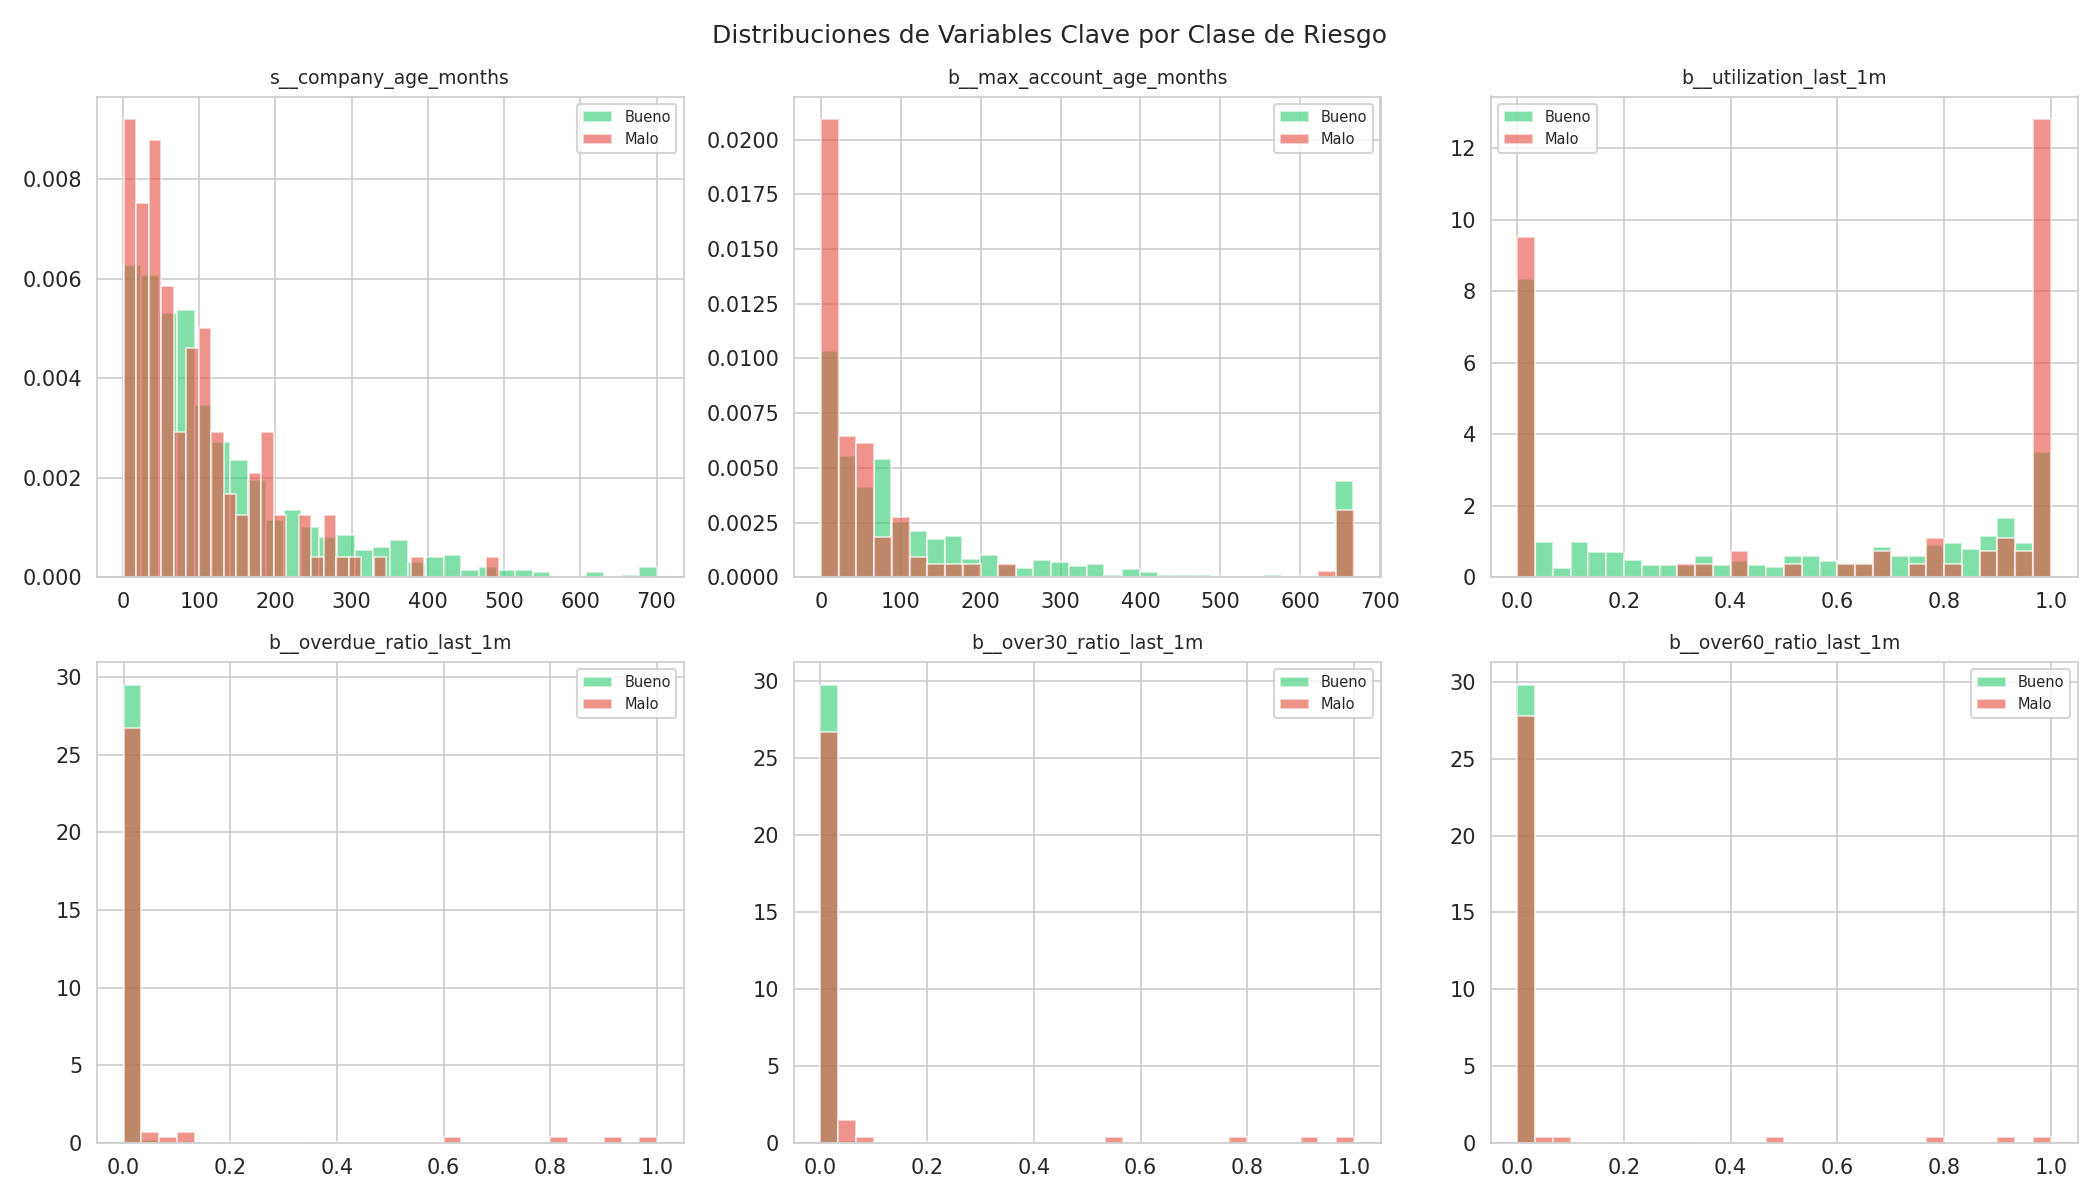 Distribuciones de Variables Clave por Clase de Riesgo
s__company_age_months
Bueno
Malo
0.008
0.006
0.004
0.002
0.000
0 100 200 300 400 500 600 700
b__max_account_age_months
Bueno
Malo
0.0200
0.0175
0.0150
0.0125
0.0100
0.0075
0.0050
0.0025
0.0000
0 100 200 300 400 500 600 700
b__utilization_last_1m
Bueno
Malo
12
10
8
6
4
2
0
0.0 0.2 0.4 0.6 0.8 1.0
b__overdue_ratio_last_1m
Bueno
Malo
30
25
20
15
10
5
0
0.0 0.2 0.4 0.6 0.8 1.0
b__over30_ratio_last_1m
Bueno
Malo
30
25
20
15
10
5
0
0.0 0.2 0.4 0.6 0.8 1.0
b__over60_ratio_last_1m
Bueno
Malo
30
25
20
15
10
5
0
0.0 0.2 0.4 0.6 0.8 1.0